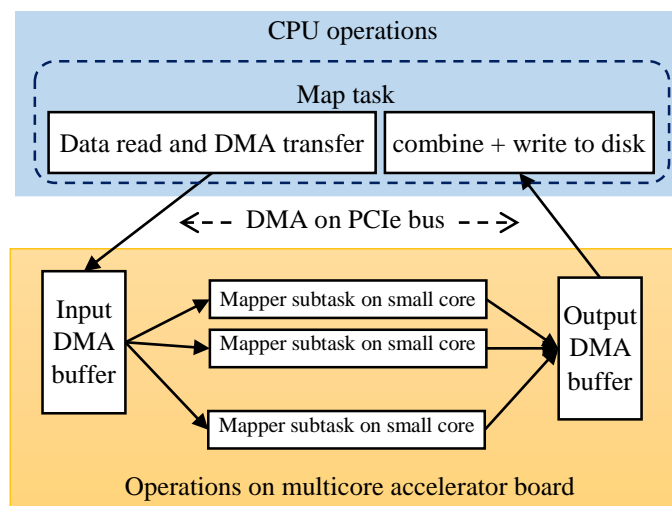 CPU operations
Map task
Data read and DMA transfer
combine + write to disk
DMA on PCIe bus
Input
DMA
buffer
Mapper subtask on small core
Mapper subtask on small core
Mapper subtask on small core
Output
DMA
buffer
Operations on multicore accelerator board